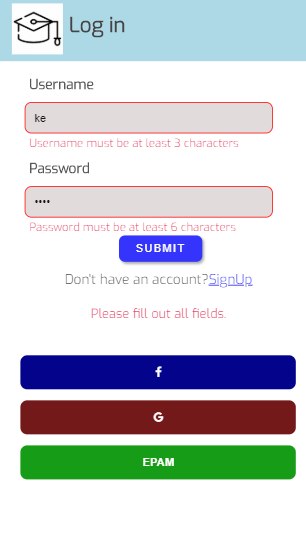 Log in
Username
ke
Username must be at least 3 characters
Password
••••
Password must be at least 6 characters
SUBMIT
Don't have an account?SignUp
Please fill out all fields.
f
G
EPAM